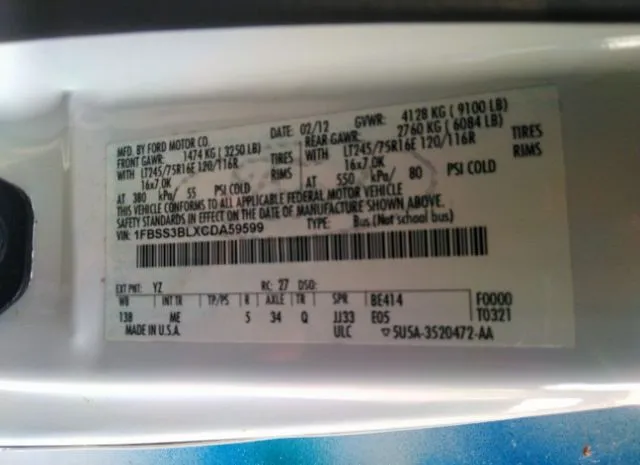 MFD. BY FORD MOTOR CO.
02/12 GVWR: 4128 KG ( 9100 LB)
FRONT GAWR: 1474 KG ( 3250 LB) REAR GAWR: 2760 KG ( 6084 LB)
WITH LT245/75R16E 120/116R TIRES WITH LT245/75R16E 120/116R TIRES
16x7.0K RIMS 16x7.0K RIMS
AT 380 kPa/ 55 PSI COLD AT 550 kPa/ 80 PSI COLD
THIS VEHICLE CONFORMS TO ALL APPLICABLE FEDERAL MOTOR VEHICLE
SAFETY STANDARDS IN EFFECT ON THE DATE OF MANUFACTURE SHOWN ABOVE.
VIN: 1FBSS3BLXCDA59599 TYPE: Bus (Not school bus)
EXT PNT: YZ RC: 27 DSO:
WB INT TR TP/PS R AXLE TR SPR BE414 F0000
138 ME 5 34 Q JJ33 E05 T0321
MADE IN U.S.A. ULC 5U5A-3520472-AA